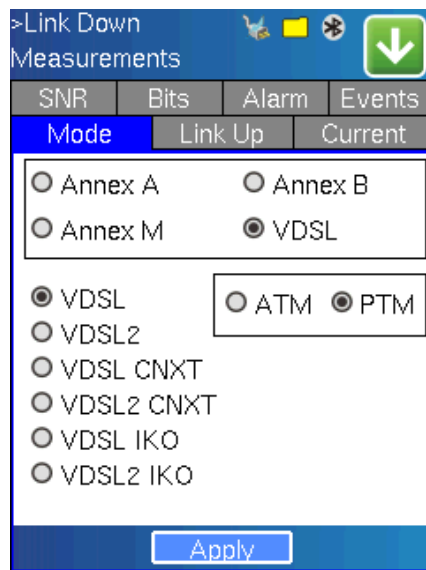 >Link Down
Measurements
SNR Bits Alarm Events
Mode Link Up Current
Annex A Annex B
Annex M VDSL
VDSL ATM PTM
VDSL2
VDSL CNXT
VDSL2 CNXT
VDSL IKO
VDSL2 IKO
Apply